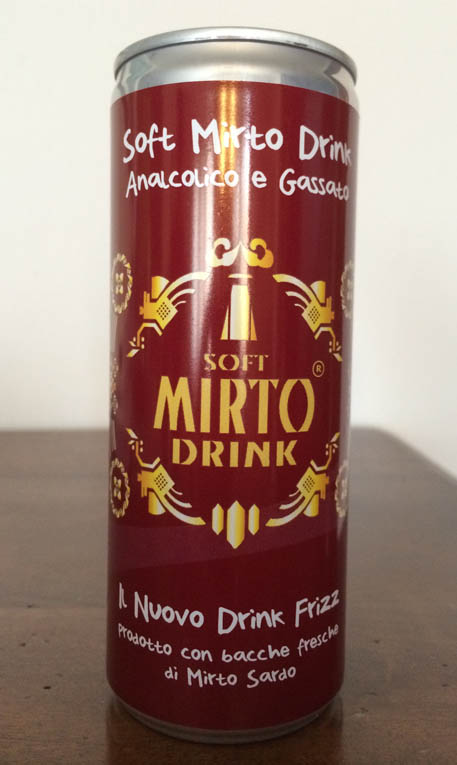 Soft Mirto Drink
Analcolico e Gassato
SOFT
MIRTO ®
DRINK
Il Nuovo Drink Frizz
prodotto con bacche fresche
di Mirto Sardo